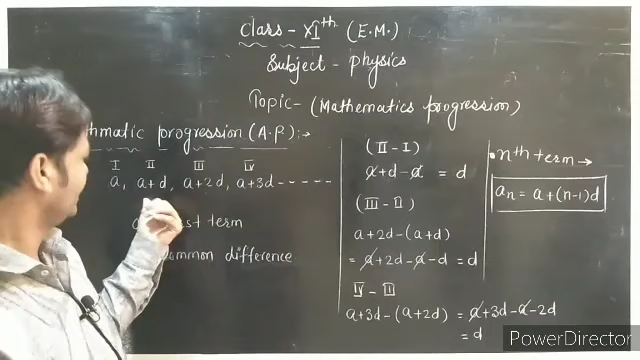 class - XIth (E.M.)
Subject - physics
Topic - (Mathematics progression)
thmatic progression (A.P) :→
I II III IV
a, a+d, a+2d, a+3d -----
st term
ommon difference
(II - I)
a+d-a = d
(III - II)
a+2d-(a+d)
= a+2d-a-d = d
IV - III
a+3d-(a+2d) = a+3d-a-2d
= d
nth term →
an = a+(n-1)d
PowerDirector